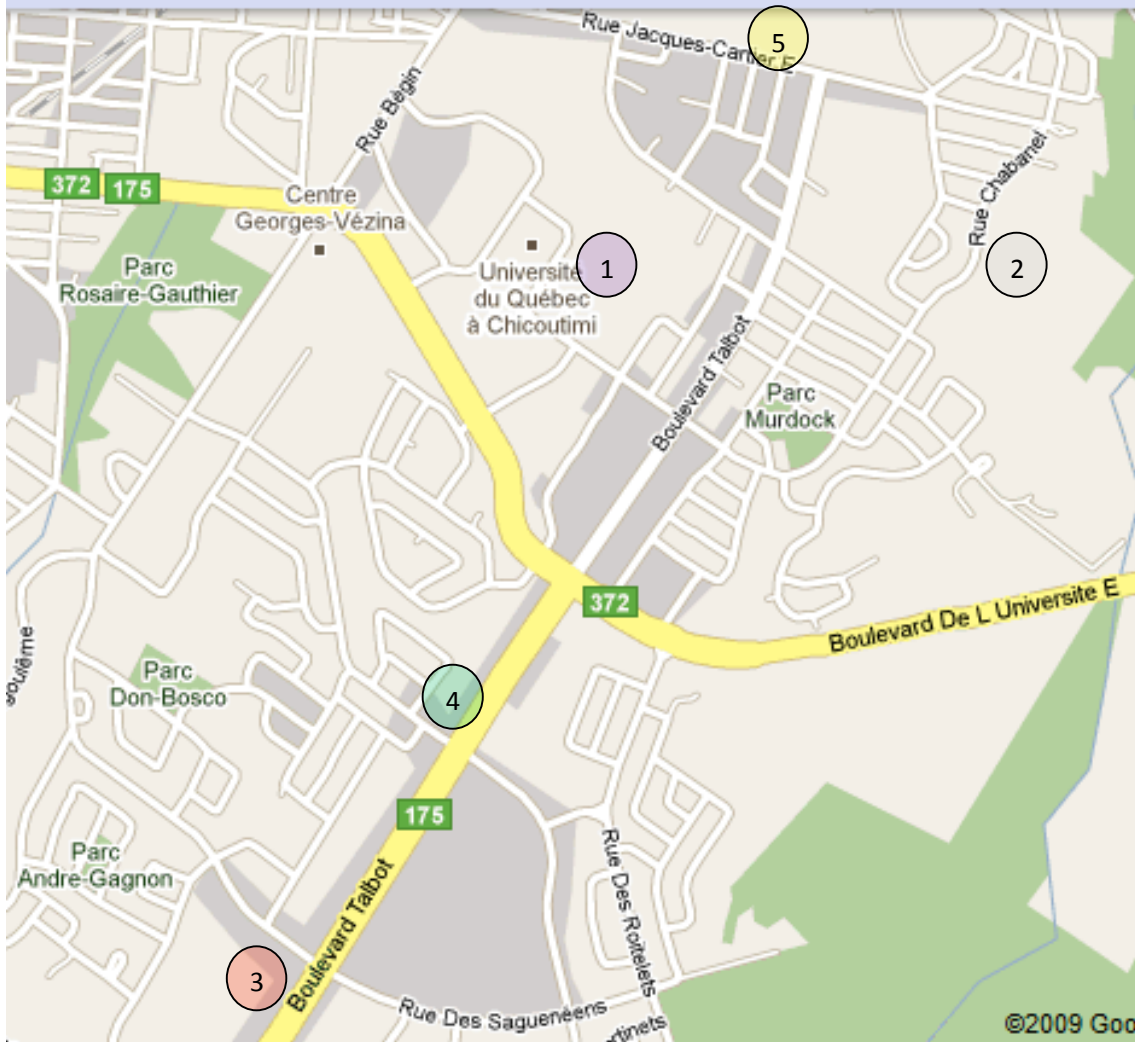 Rue Jacques-Cartier E
5
Rue Bégin
372
175
Centre
Georges-Vézina
Rue Chabanel
Parc
Rosaire-Gauthier
Université
du Québec
à Chicoutimi
1
2
Boulevard Talbot
Parc
Murdock
372
Boulevard De L Universite E
Parc
Don-Bosco
4
175
Parc
Andre-Gagnon
Rue Des Roitelets
Boulevard Talbot
3
Rue Des Saguenéens
©2009 Goo